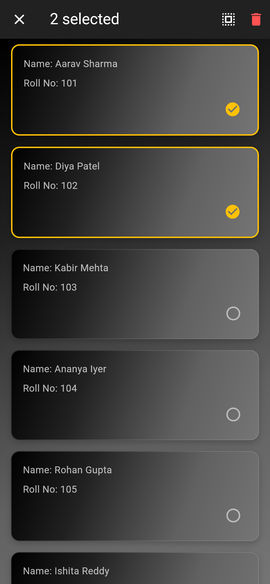 2 selected
Name: Aarav Sharma
Roll No: 101
Name: Diya Patel
Roll No: 102
Name: Kabir Mehta
Roll No: 103
Name: Ananya Iyer
Roll No: 104
Name: Rohan Gupta
Roll No: 105
Name: Ishita Reddy